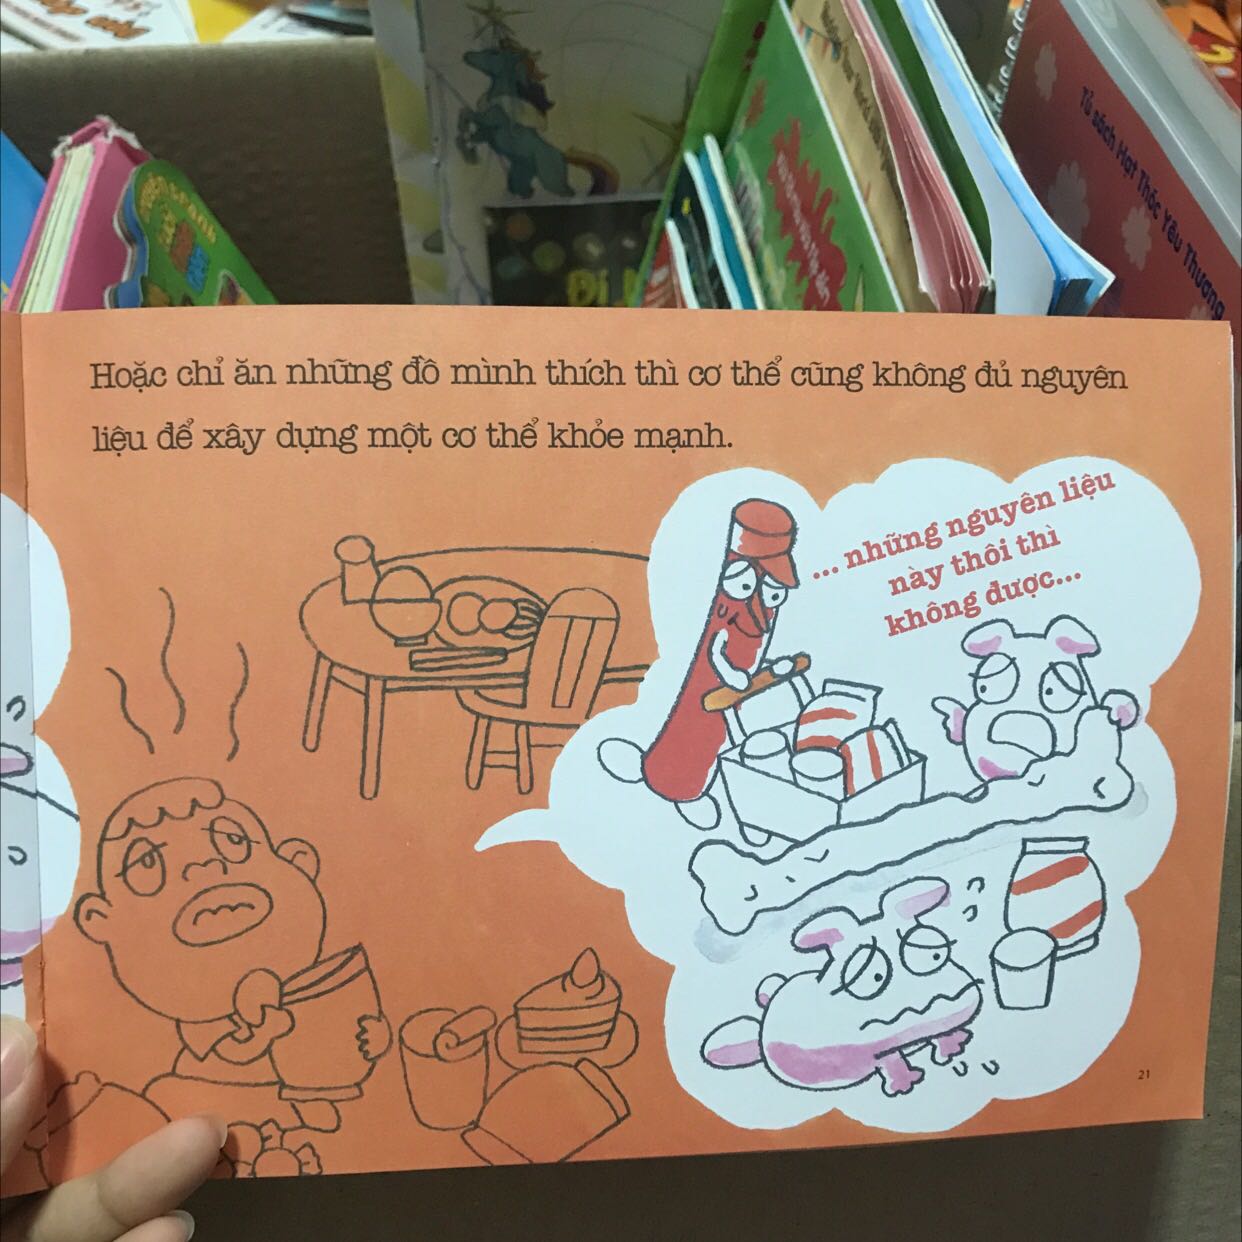 Tủ sách Hạt Thóc Yêu Thương
Hoặc chỉ ăn những đồ mình thích thì cơ thể cũng không đủ nguyên
liệu để xây dựng một cơ thể khỏe mạnh.
... những nguyên liệu
này thôi thì
không được...
21